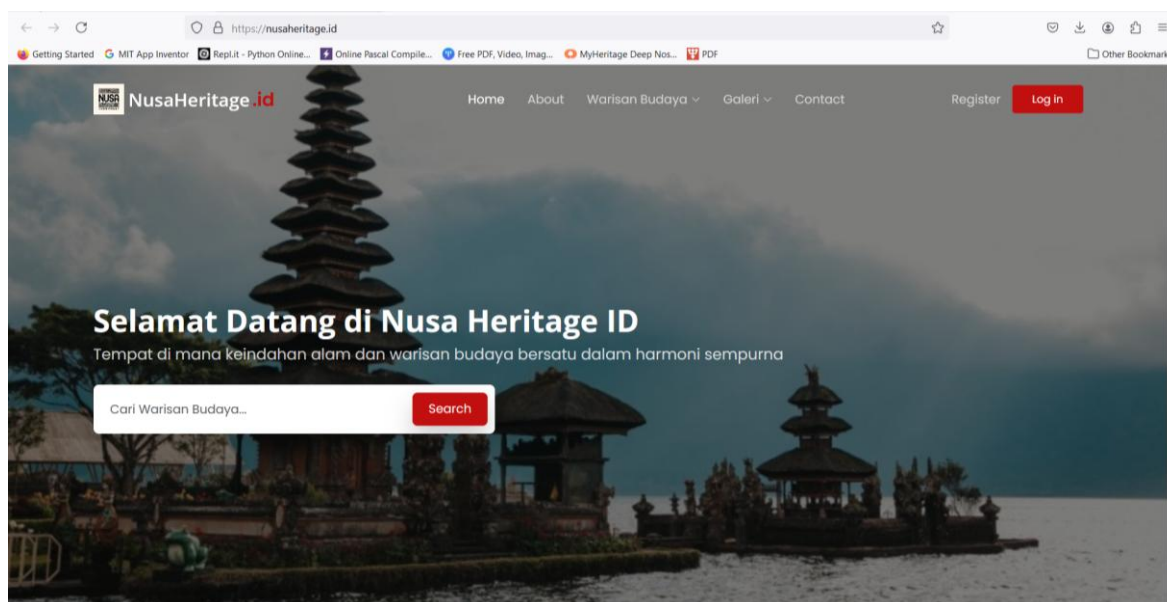 https://nusaheritage.id
Getting Started MIT App Inventor Repl.it - Python Online... Online Pascal Compile... Free PDF, Video, Imag... MyHeritage Deep Nos... PDF Other Bookmark
NUSA
NusaHeritage.id Home About Warisan Budaya Galeri Contact Register Log in
Selamat Datang di Nusa Heritage ID
Tempat di mana keindahan alam dan warisan budaya bersatu dalam harmoni sempurna
Cari Warisan Budaya... Search